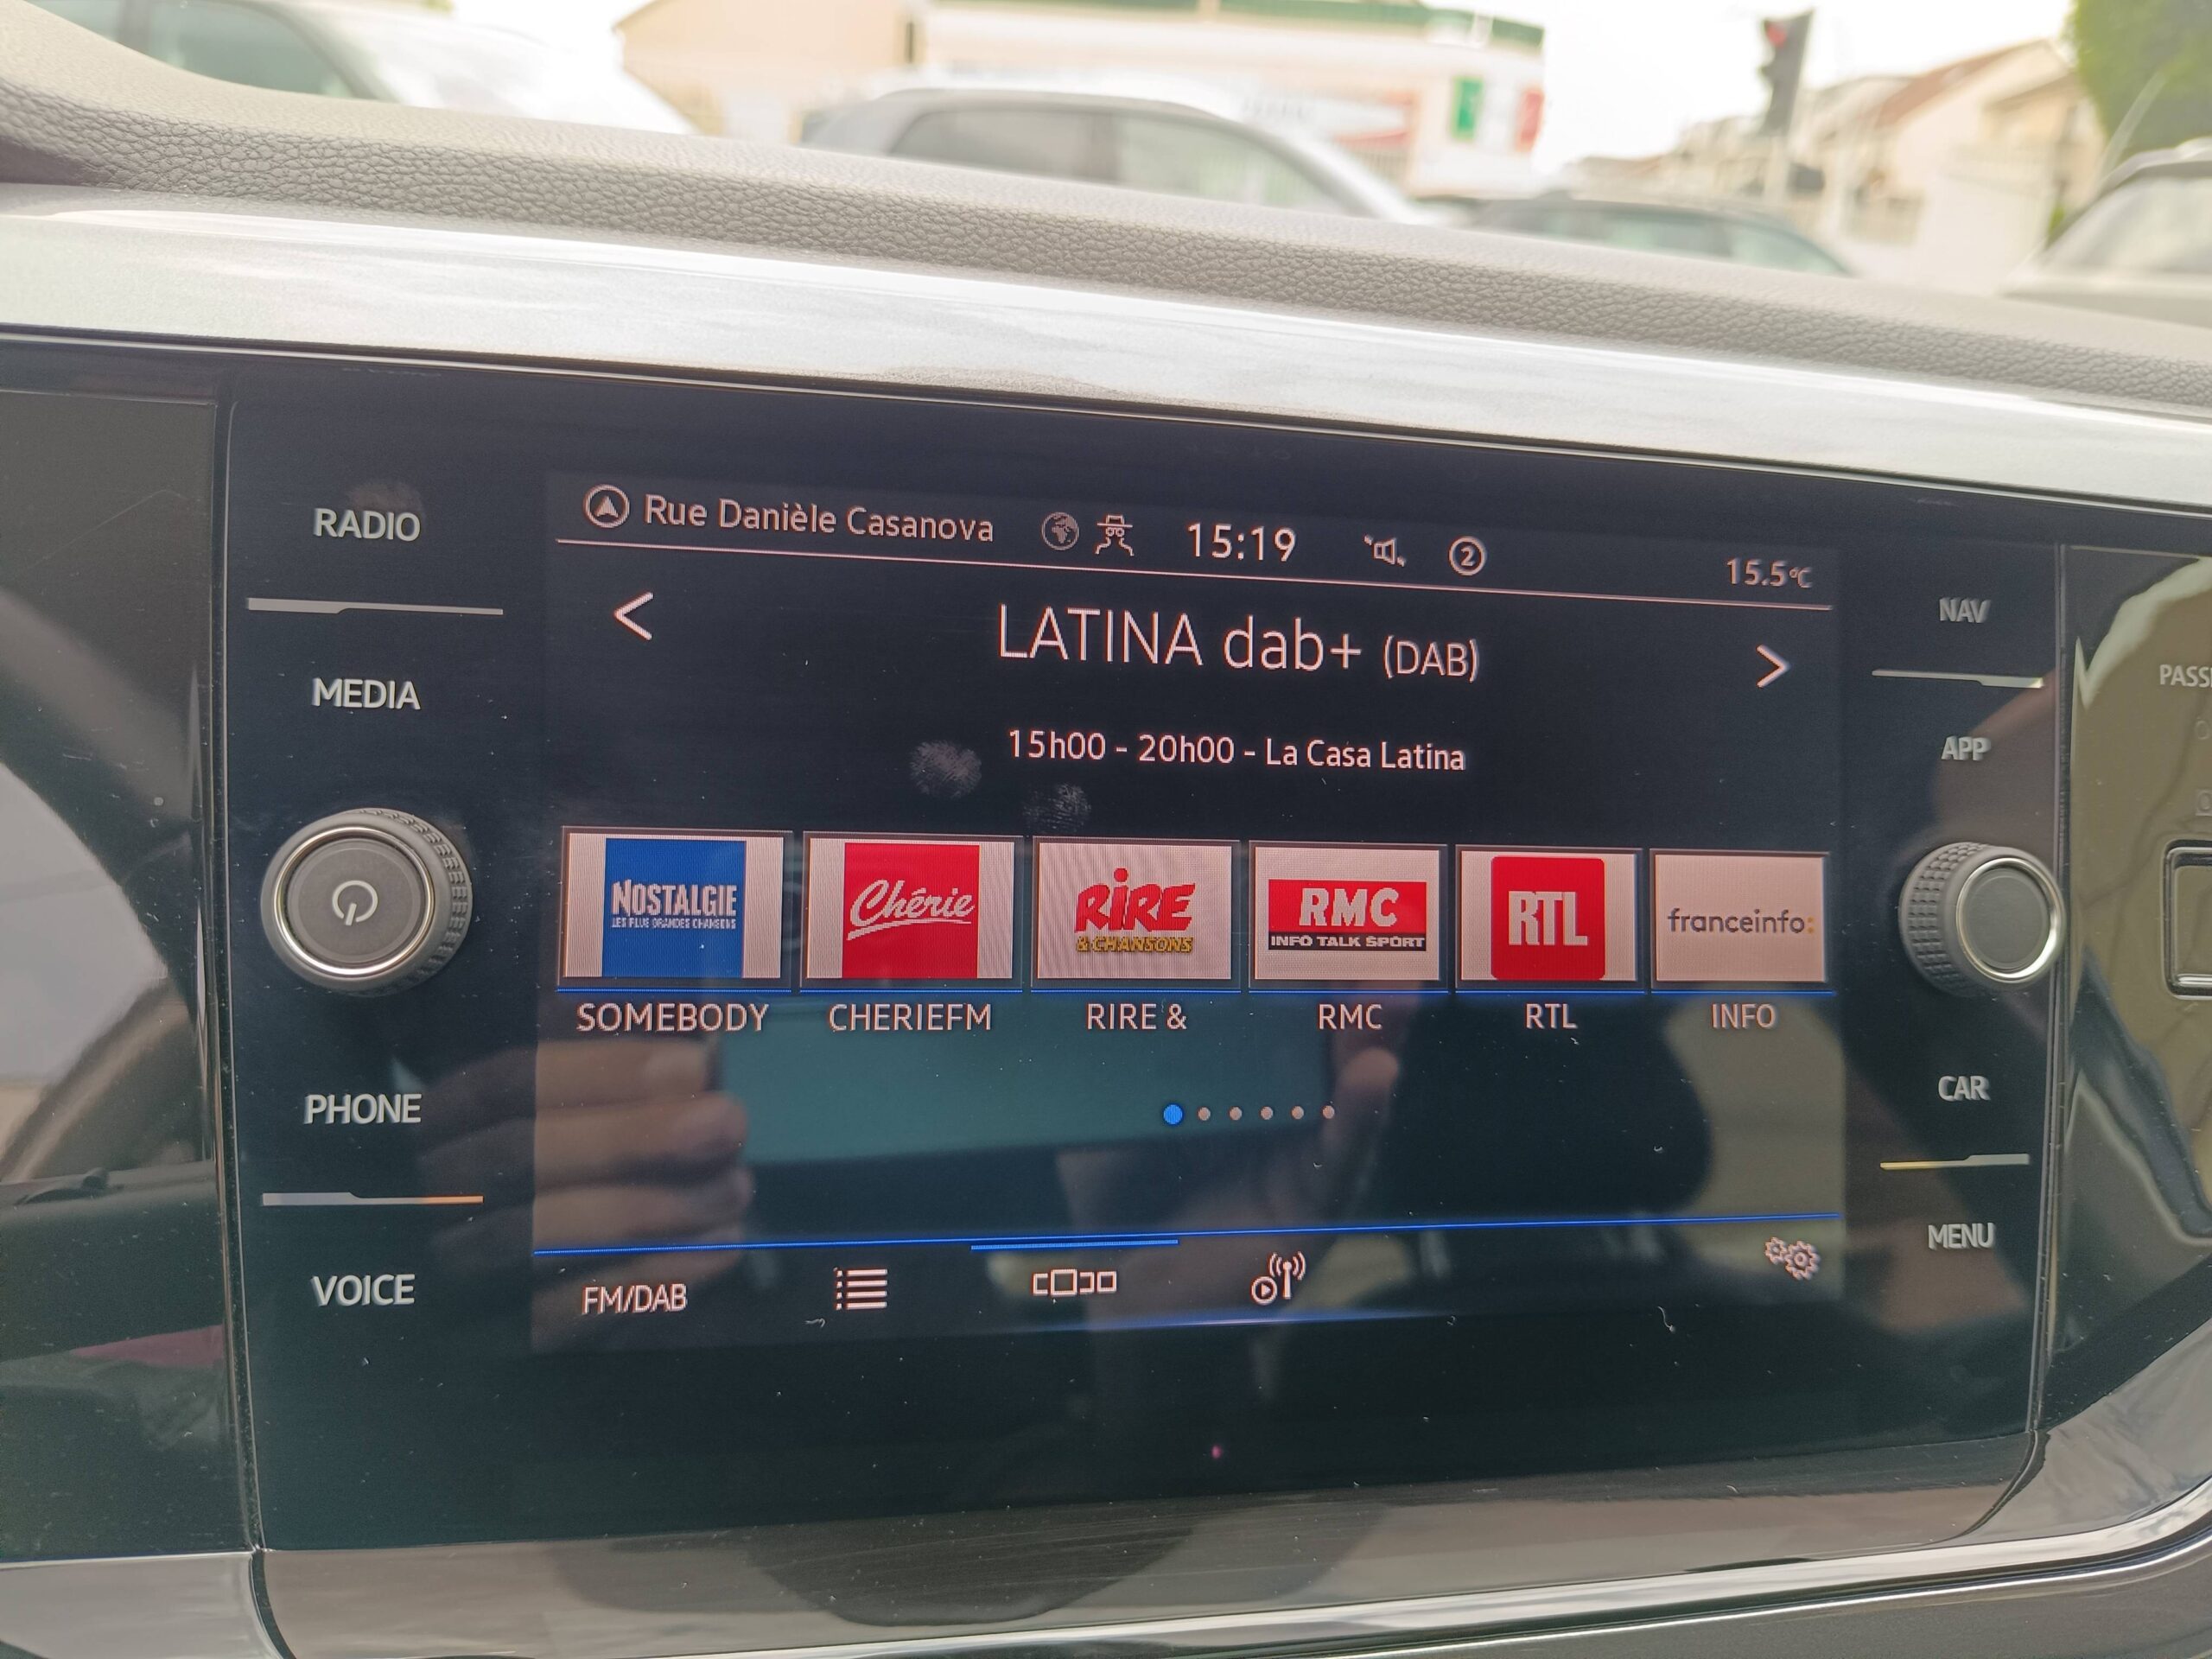 RADIO
MEDIA
PHONE
VOICE
Rue Danièle Casanova
15:19
2
15.5°C
LATINA dab+ (DAB)
15h00 - 20h00 - La Casa Latina
NOSTALGIE
LES PLUS GRANDES CHANSONS
Chérie
RIRE
& CHANSONS
RMC
INFO TALK SPORT
RTL
franceinfo:
SOMEBODY
CHERIEFM
RIRE &
RMC
RTL
INFO
FM/DAB
NAV
APP
CAR
MENU
PASS